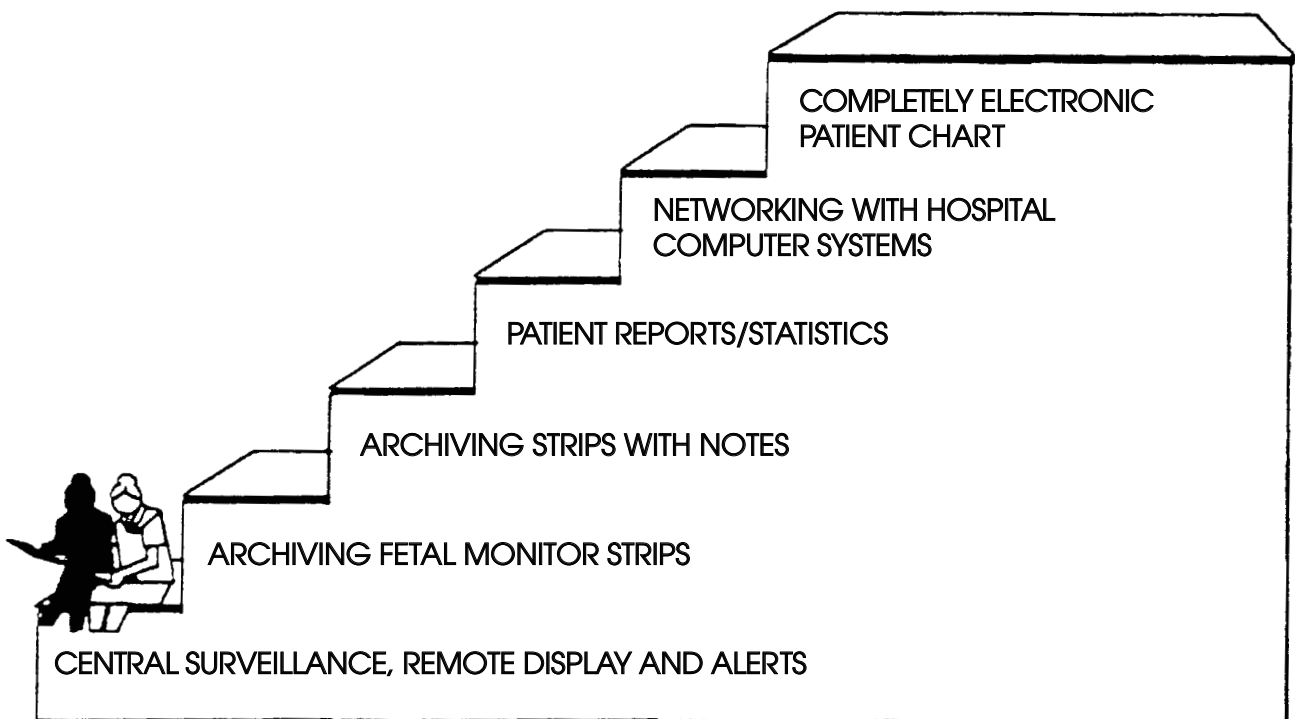 COMPLETELY ELECTRONIC
PATIENT CHART
NETWORKING WITH HOSPITAL
COMPUTER SYSTEMS
PATIENT REPORTS/STATISTICS
ARCHIVING STRIPS WITH NOTES
ARCHIVING FETAL MONITOR STRIPS
CENTRAL SURVEILLANCE, REMOTE DISPLAY AND ALERTS